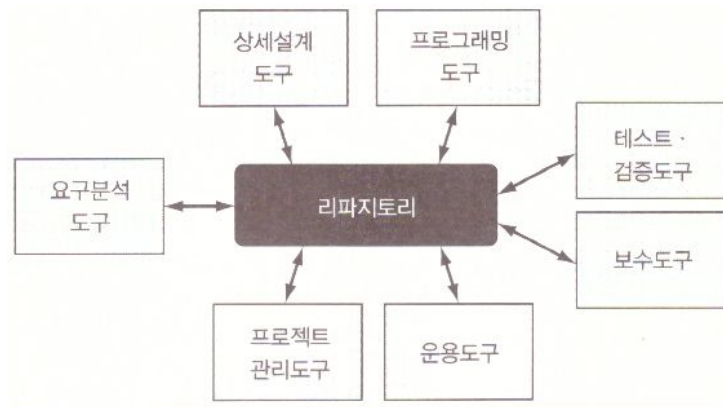 상세설계
도구
프로그래밍
도구
테스트 ·
검증도구
요구분석
도구
리파지토리
보수도구
프로젝트
관리도구
운용도구